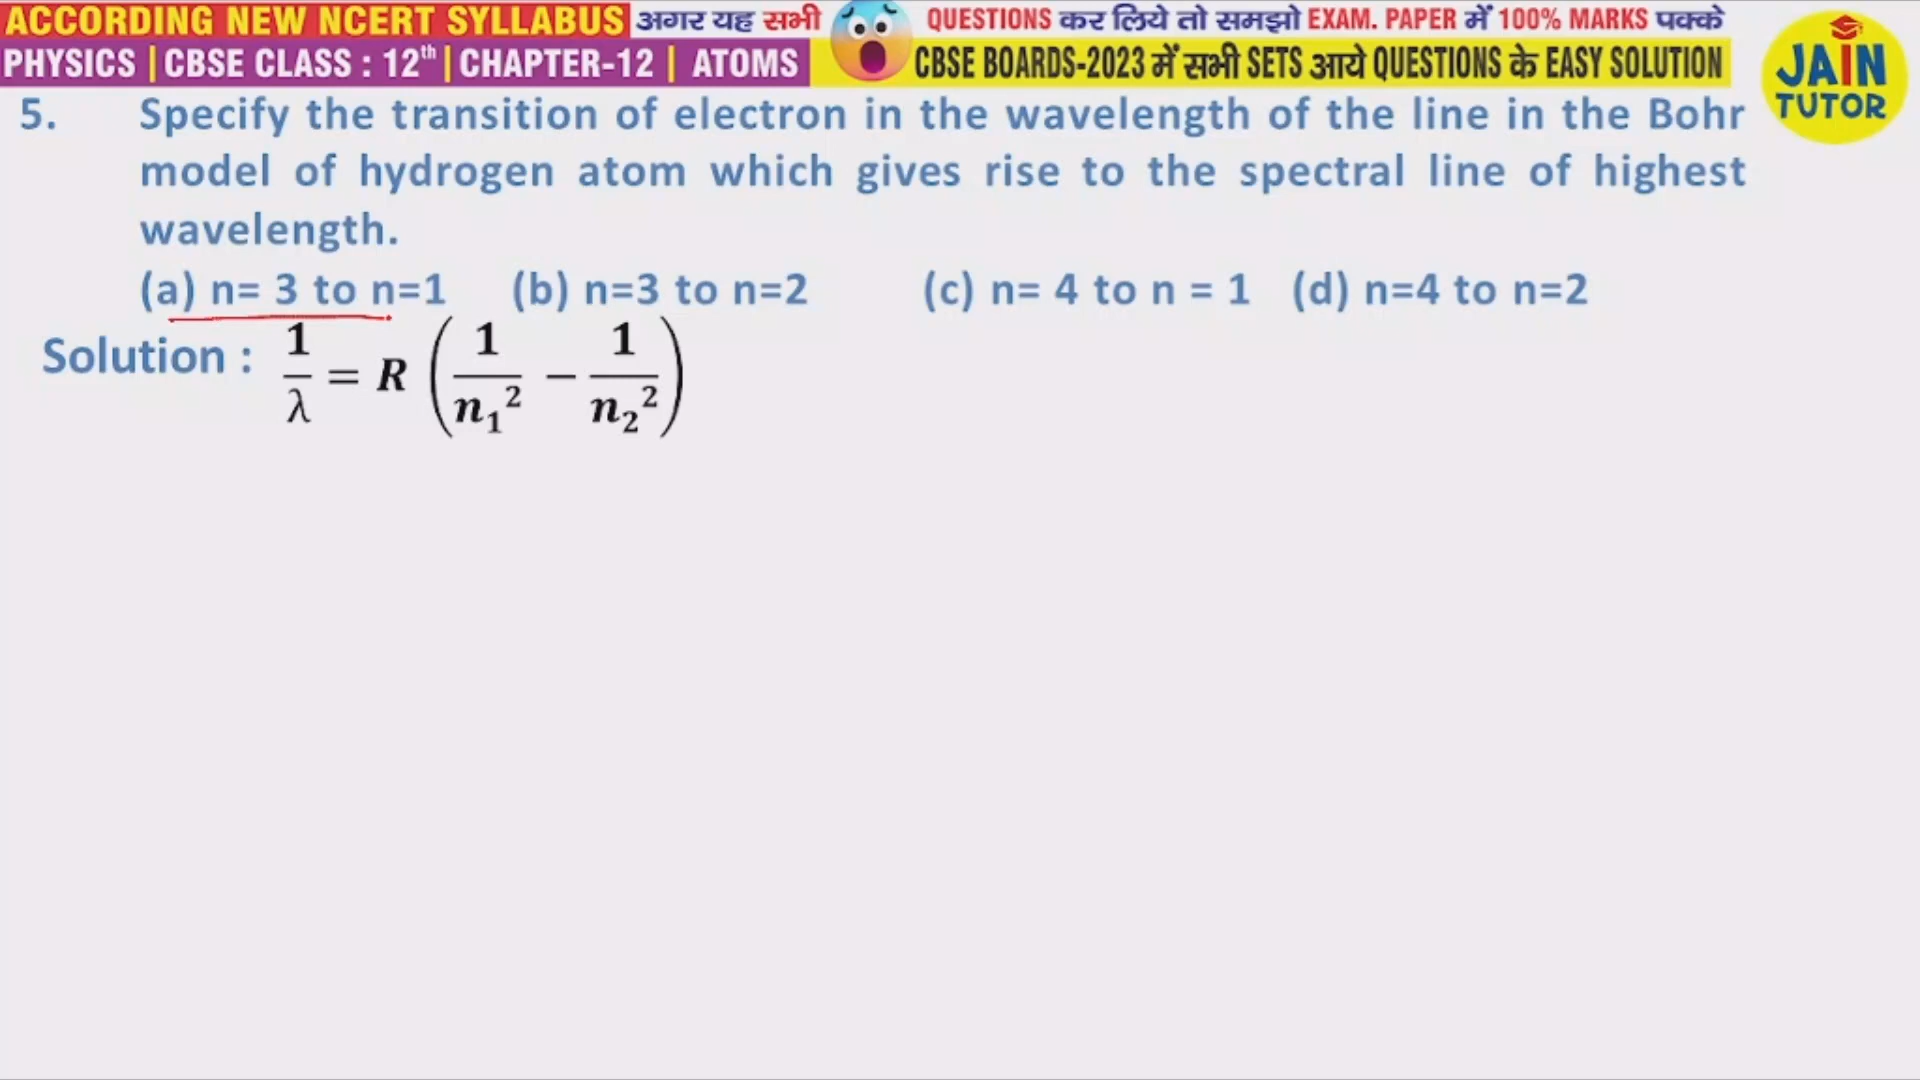 ACCORDING NEW NCERT SYLLABUS अगर यह सभी QUESTIONS कर लिये तो समझो EXAM. PAPER में 100% MARKS पक्के
PHYSICS | CBSE CLASS : 12th | CHAPTER-12 | ATOMS CBSE BOARDS-2023 में सभी SETS आये QUESTIONS के EASY SOLUTION
JAIN
TUTOR
5. Specify the transition of electron in the wavelength of the line in the Bohr
model of hydrogen atom which gives rise to the spectral line of highest
wavelength.
(a) n= 3 to n=1 (b) n=3 to n=2 (c) n= 4 to n = 1 (d) n=4 to n=2
Solution : 1/λ = R (1/n₁² − 1/n₂²)